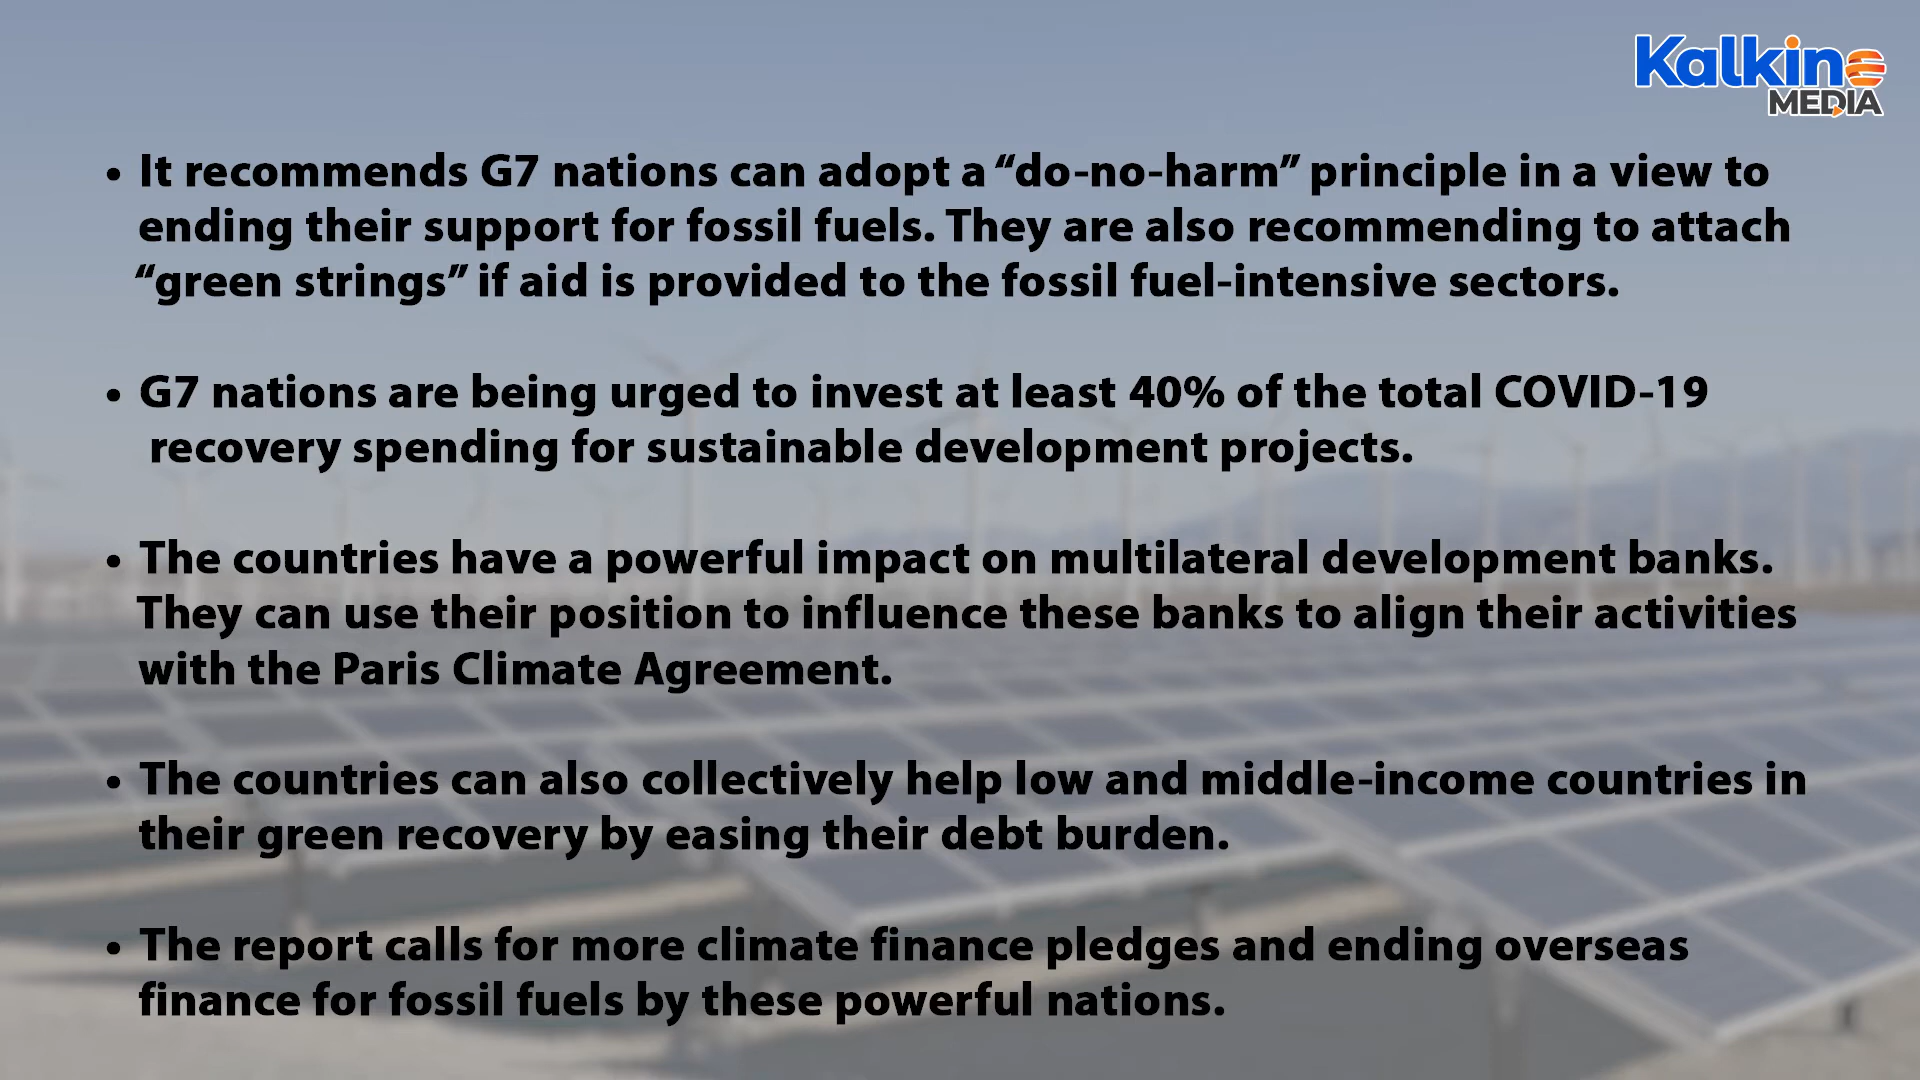 Kalkine
MEDIA
• It recommends G7 nations can adopt a “do-no-harm” principle in a view to
ending their support for fossil fuels. They are also recommending to attach
“green strings” if aid is provided to the fossil fuel-intensive sectors.
• G7 nations are being urged to invest at least 40% of the total COVID-19
recovery spending for sustainable development projects.
• The countries have a powerful impact on multilateral development banks.
They can use their position to influence these banks to align their activities
with the Paris Climate Agreement.
• The countries can also collectively help low and middle-income countries in
their green recovery by easing their debt burden.
• The report calls for more climate finance pledges and ending overseas
finance for fossil fuels by these powerful nations.